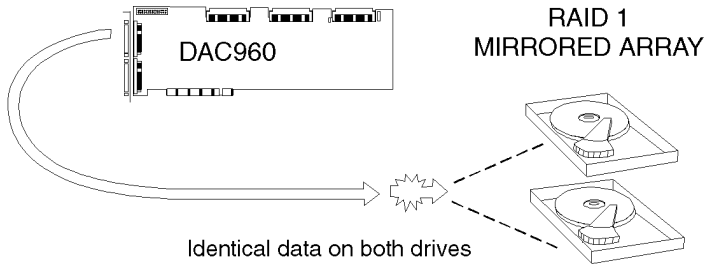 RAID 1
MIRRORED ARRAY
DAC960
Identical data on both drives